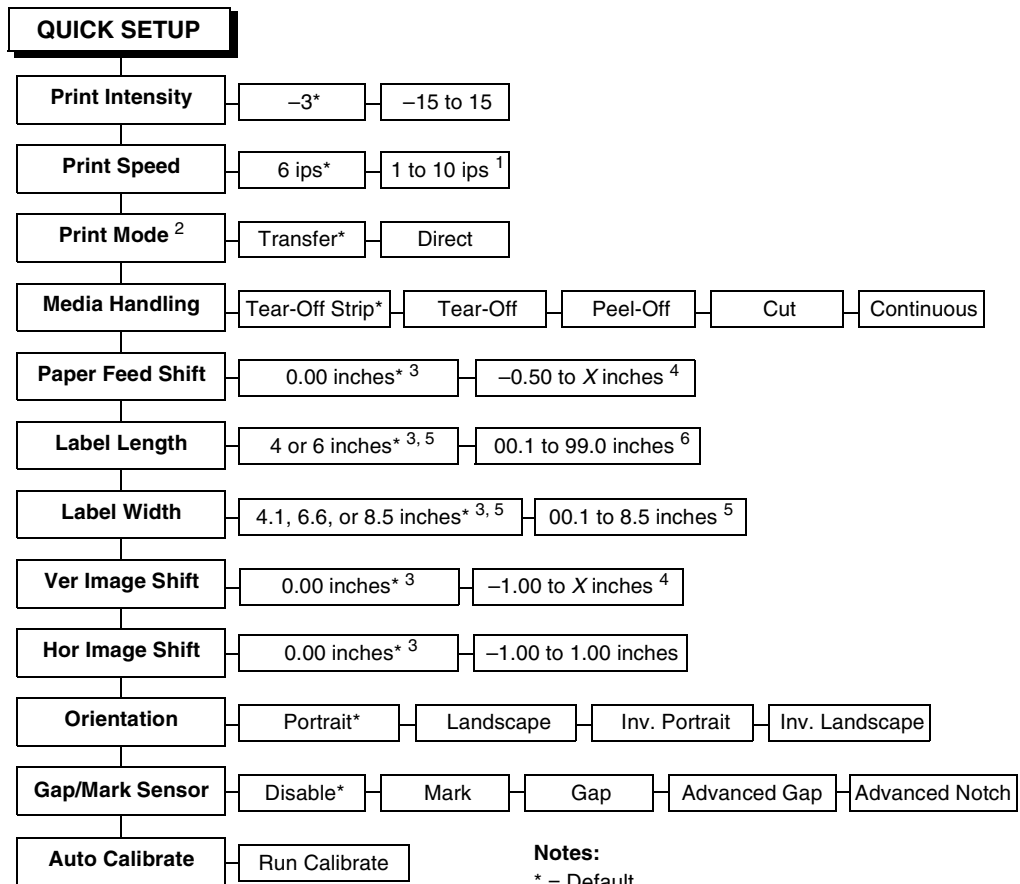 QUICK SETUP
Print Intensity –3* –15 to 15
Print Speed 6 ips* 1 to 10 ips 1
Print Mode 2 Transfer* Direct
Media Handling Tear-Off Strip* Tear-Off Peel-Off Cut Continuous
Paper Feed Shift 0.00 inches* 3 –0.50 to X inches 4
Label Length 4 or 6 inches* 3, 5 00.1 to 99.0 inches 6
Label Width 4.1, 6.6, or 8.5 inches* 3, 5 00.1 to 8.5 inches 5
Ver Image Shift 0.00 inches* 3 –1.00 to X inches 4
Hor Image Shift 0.00 inches* 3 –1.00 to 1.00 inches
Orientation Portrait* Landscape Inv. Portrait Inv. Landscape
Gap/Mark Sensor Disable* Mark Gap Advanced Gap Advanced Notch
Auto Calibrate Run Calibrate
Notes:
* = Default